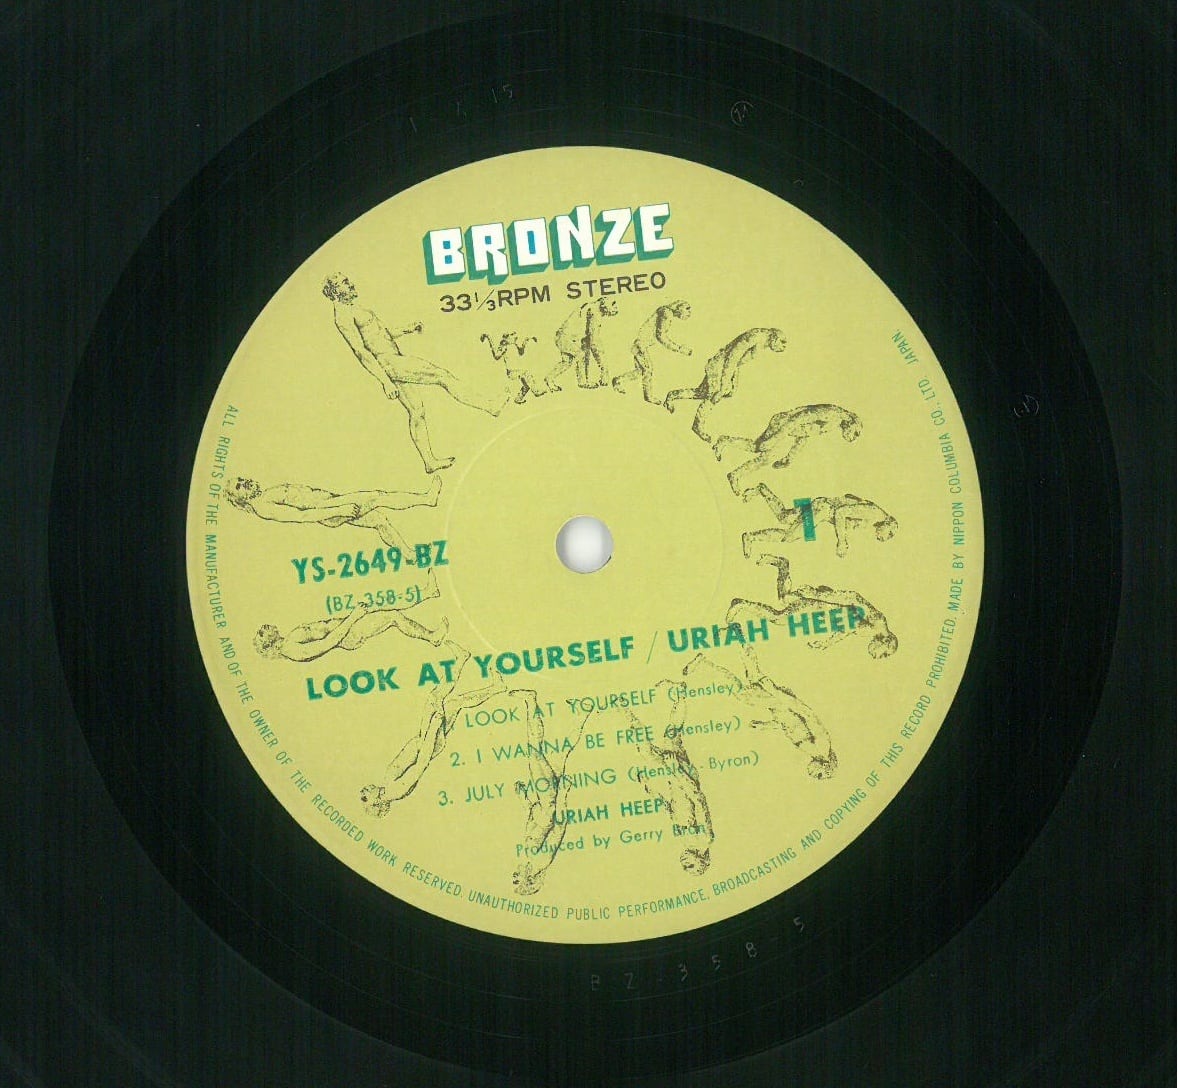 BRONZE
33⅓RPM STEREO
1
YS-2649-BZ
(BZ-358-5)
LOOK AT YOURSELF / URIAH HEEP
1. LOOK AT YOURSELF (Hensley)
2. I WANNA BE FREE (Hensley)
3. JULY MORNING (Hensley-Byron)
URIAH HEEP
Produced by Gerry Bron
ALL RIGHTS OF THE MANUFACTURER AND OF THE OWNER OF THE RECORDED WORK RESERVED. UNAUTHORIZED PUBLIC PERFORMANCE, BROADCASTING AND COPYING OF THIS RECORD PROHIBITED. MADE BY NIPPON COLUMBIA CO., LTD. JAPAN
BZ-358-5